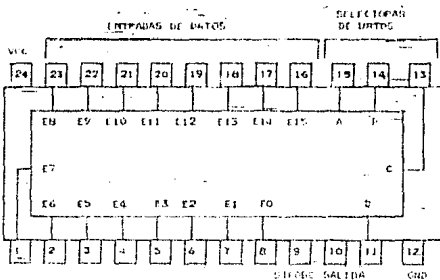 ENTRADAS DE DATOS
SELECTORAS DE DATOS
VCC
24 23 22 21 20 19 18 17 16 15 14 13
E8 E9 E10 E11 E12 E13 E14 E15 A B
E7 C
E6 E5 E4 E3 E2 E1 E0 D
1 2 3 4 5 6 7 8 9 10 11 12
STROBE SALIDA GND